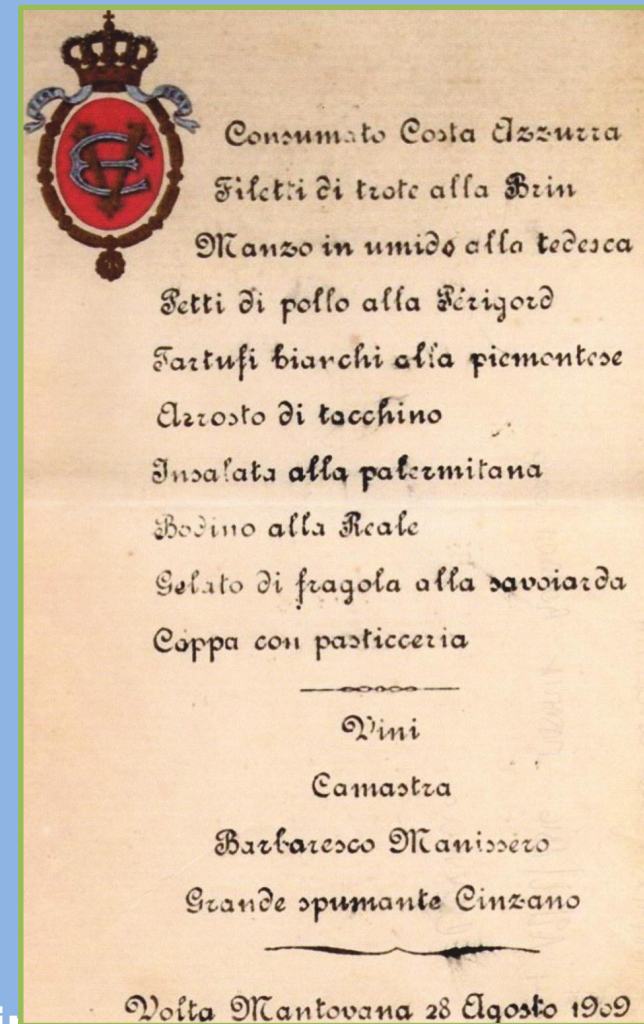 Consumato Costa Azzurra
Filetti di trote alla Brin
Manzo in umido alla tedesca
Petti di pollo alla Périgord
Tartufi bianchi alla piemontese
Arrosto di tacchino
Insalata alla palermitana
Bodino alla Reale
Gelato di fragola alla savoiarda
Coppa con pasticceria
Vini
Camastra
Barbaresco Manissero
Grande spumante Cinzano
Volta Mantovana 28 Agosto 1909